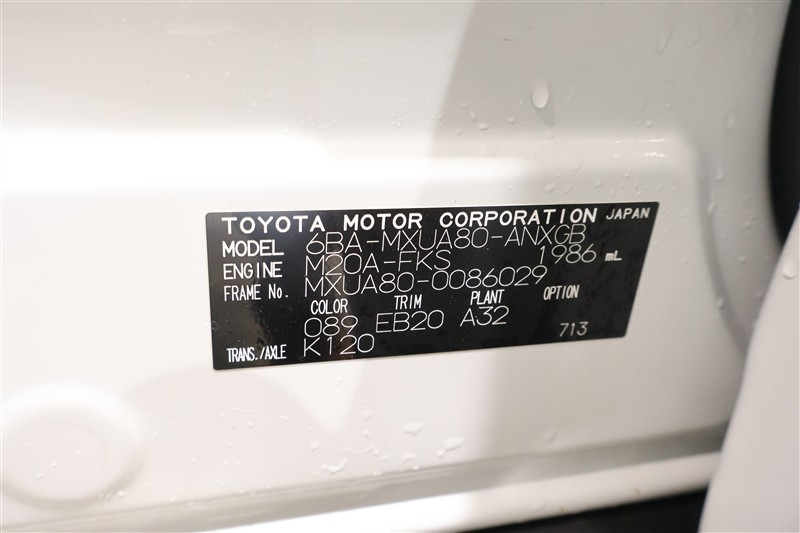 TOYOTA MOTOR CORPORATION JAPAN
MODEL 6BA-MXUA80-ANXGB
ENGINE M20A-FKS 1986 mL
FRAME No. MXUA80-0086029
COLOR TRIM PLANT OPTION
089 EB20 A32 713
TRANS./AXLE K120